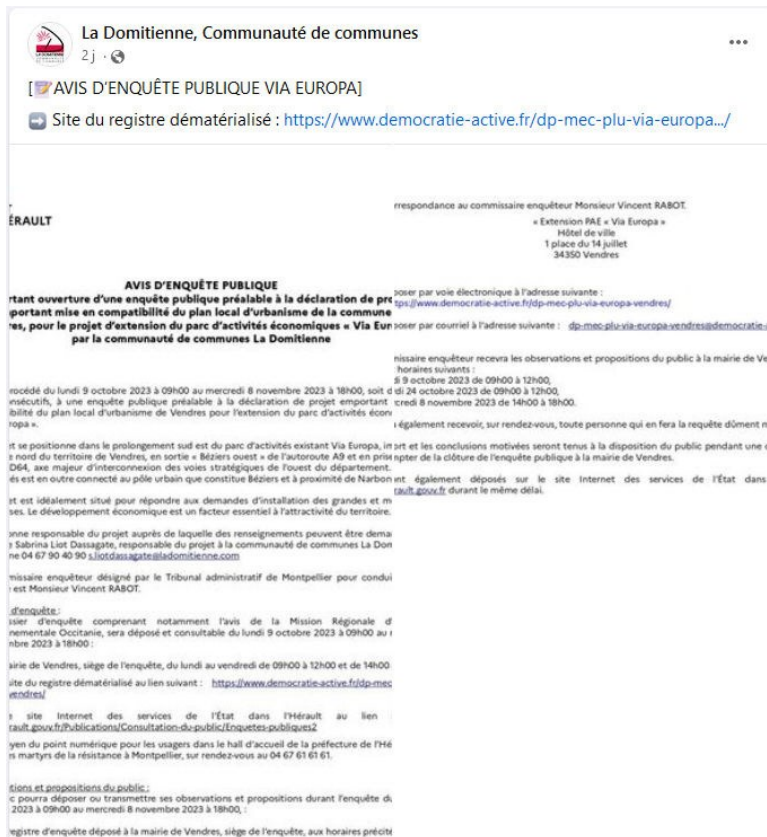 La Domitienne, Communauté de communes
2 j
[AVIS D'ENQUÊTE PUBLIQUE VIA EUROPA]
Site du registre dématérialisé : https://www.democratie-active.fr/dp-mec-plu-via-europa.../
ÉRAULT
AVIS D'ENQUÊTE PUBLIQUE
rtant ouverture d'une enquête publique préalable à la déclaration de pro
portant mise en compatibilité du plan local d'urbanisme de la commune
res, pour le projet d'extension du parc d'activités économiques « Via Eur
par la communauté de communes La Domitienne
rocédé du lundi 9 octobre 2023 à 09h00 au mercredi 8 novembre 2023 à 18h00, soit d
nsécutifs, à une enquête publique préalable à la déclaration de projet emportant
ibilité du plan local d'urbanisme de Vendres pour l'extension du parc d'activités écon
ropa ».
et se positionne dans le prolongement sud est du parc d'activités existant Via Europa, im
e nord du territoire de Vendres, en sortie « Béziers ouest » de l'autoroute A9 et en prise
D64, axe majeur d'interconnexion des voies stratégiques de l'ouest du département.
és est en outre connecté au pôle urbain que constitue Béziers et à proximité de Narbon
et est idéalement situé pour répondre aux demandes d'installation des grandes et m
ses. Le développement économique est un facteur essentiel à l'attractivité du territoire.
onne responsable du projet auprès de laquelle des renseignements peuvent être deman
e Sabrina Liot Dassagate, responsable du projet à la communauté de communes La Dom
ne 04 67 90 40 90 s.liotdassagate@ladomitienne.com
missaire enquêteur désigné par le Tribunal administratif de Montpellier pour condui
est Monsieur Vincent RABOT.
d'enquête :
ssier d'enquête comprenant notamment l'avis de la Mission Régionale d
nementale Occitanie, sera déposé et consultable du lundi 9 octobre 2023 à 09h00 au
mbre 2023 à 18h00 :
airie de Vendres, siège de l'enquête, du lundi au vendredi de 09h00 à 12h00 et de 14h00
ite du registre dématérialisé au lien suivant : https://www.democratie-active.fr/dp-mec
vendres/
site Internet des services de l'État dans l'Hérault au lien
rault.gouv.fr/Publications/Consultation-du-public/Enquetes-publiques2
yen du point numérique pour les usagers dans le hall d'accueil de la préfecture de l'Hé
s martyrs de la résistance à Montpellier, sur rendez-vous au 04 67 61 61 61.
tions et propositions du public :
c pourra déposer ou transmettre ses observations et propositions durant l'enquête du
2023 à 09h00 au mercredi 8 novembre 2023 à 18h00, :
egistre d'enquête déposé à la mairie de Vendres, siège de l'enquête, aux horaires précité
rrespondance au commissaire enquêteur Monsieur Vincent RABOT.
« Extension PAE « Via Europa »
Hôtel de ville
1 place du 14 juillet
34350 Vendres
poser par voie électronique à l'adresse suivante :
tps://www.democratie-active.fr/dp-mec-plu-via-europa-vendres/
poser par courriel à l'adresse suivante : dp-mec-plu-via-europa-vendres@democratie-a
missaire enquêteur recevra les observations et propositions du public à la mairie de Ve
horaires suivants :
di 9 octobre 2023 de 09h00 à 12h00,
di 24 octobre 2023 de 09h00 à 12h00,
credi 8 novembre 2023 de 14h00 à 18h00.
également recevoir, sur rendez-vous, toute personne qui en fera la requête dûment m
ort et les conclusions motivées seront tenus à la disposition du public pendant une d
mpter de la clôture de l'enquête publique à la mairie de Vendres.
nt également déposés sur le site Internet des services de l'État dans
rault.gouv.fr durant le même délai.